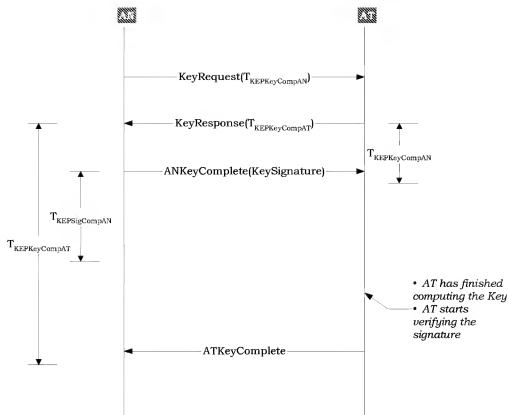 AN AT
KeyRequest(TKEPKeyCompAN)
KeyResponse(TKEPKeyCompAT)
TKEPKeyCompAN
ANKeyComplete(KeySignature)
TKEPSigCompAN
TKEPKeyCompAT
• AT has finished
computing the Key
• AT starts
verifying the
signature
ATKeyComplete